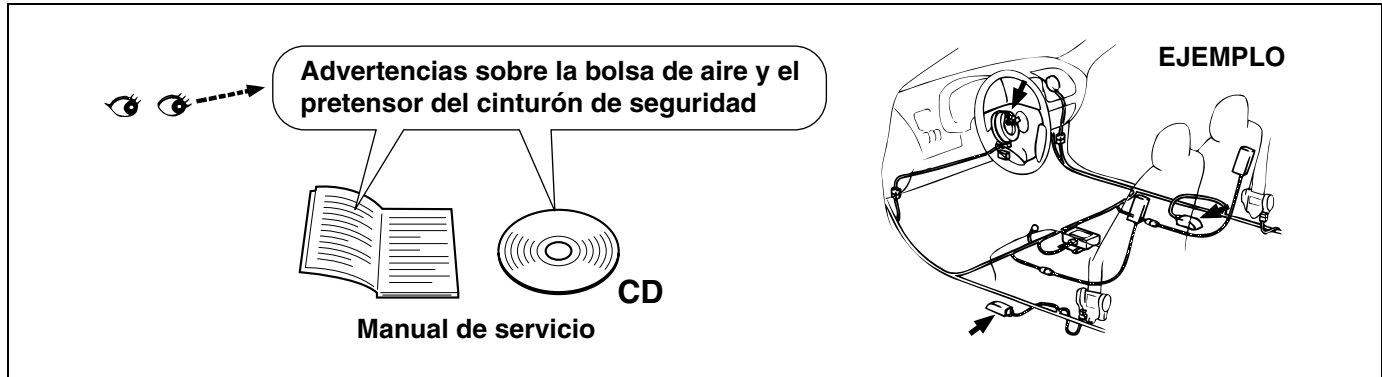 Advertencias sobre la bolsa de aire y el
pretensor del cinturón de seguridad
CD
Manual de servicio
EJEMPLO